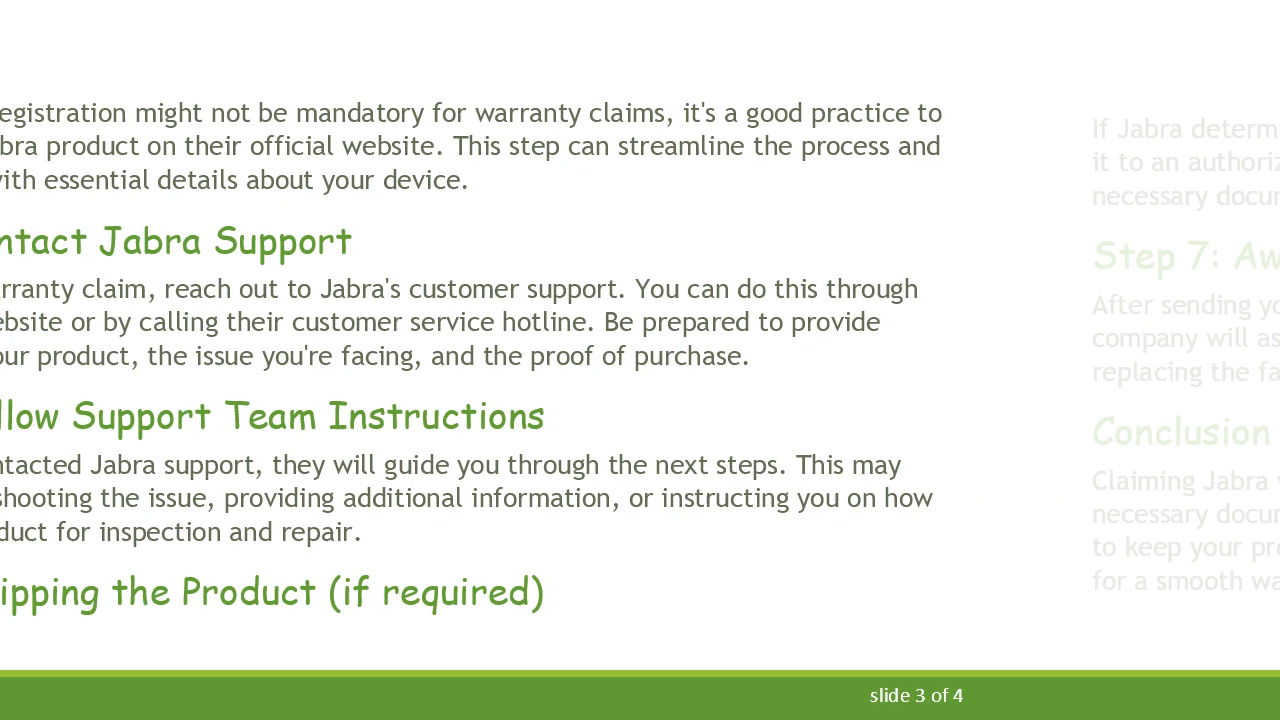 registration might not be mandatory for warranty claims, it's a good practice to
bra product on their official website. This step can streamline the process and
with essential details about your device.
ntact Jabra Support
rranty claim, reach out to Jabra's customer support. You can do this through
ebsite or by calling their customer service hotline. Be prepared to provide
our product, the issue you're facing, and the proof of purchase.
llow Support Team Instructions
ntacted Jabra support, they will guide you through the next steps. This may
shooting the issue, providing additional information, or instructing you on how
duct for inspection and repair.
ipping the Product (if required)
If Jabra determ
it to an authoriz
necessary docum
Step 7: Aw
After sending yo
company will as
replacing the fa
Conclusion
Claiming Jabra w
necessary docum
to keep your pro
for a smooth wa
slide 3 of 4